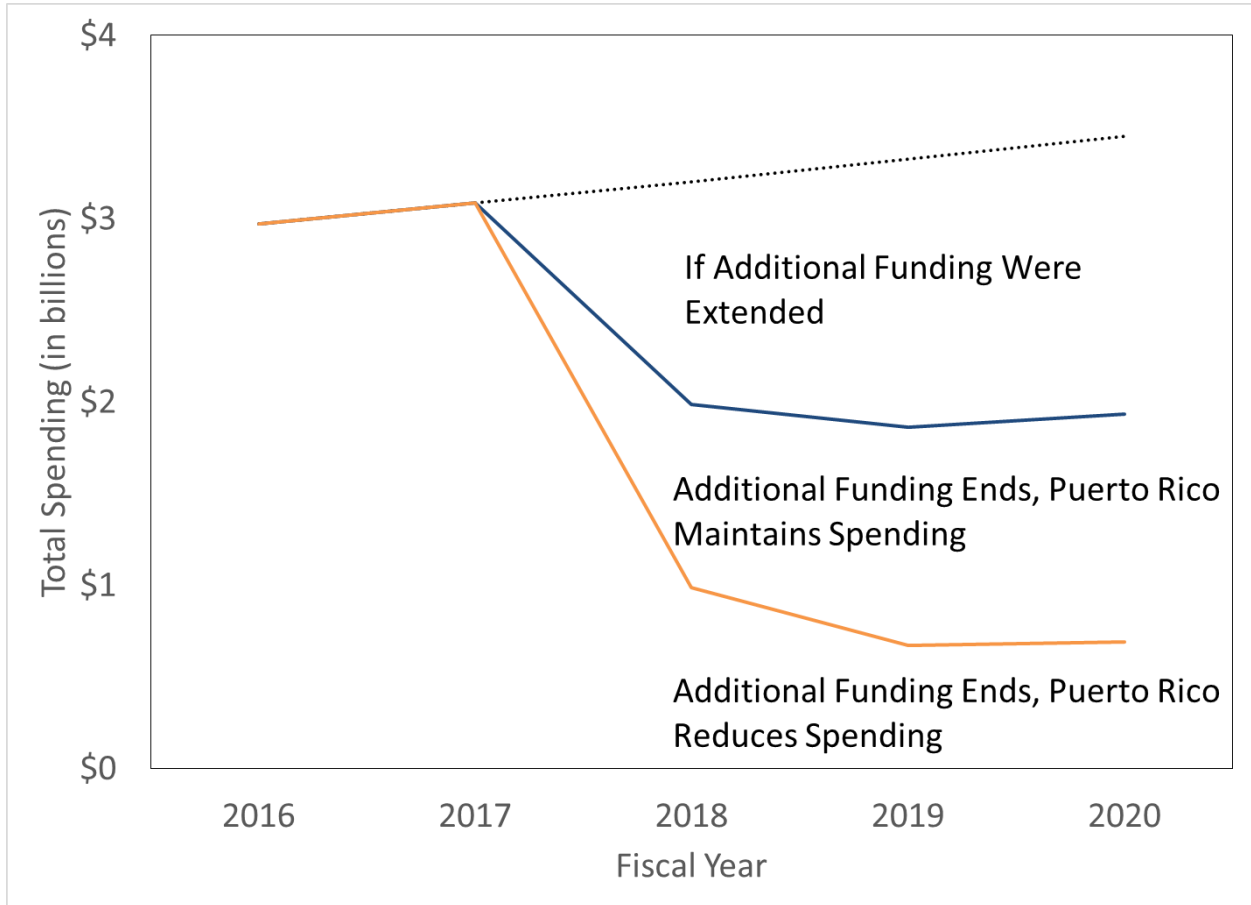 $4
$3
$2
$1
$0
Total Spending (in billions)
If Additional Funding Were
Extended
Additional Funding Ends, Puerto Rico
Maintains Spending
Additional Funding Ends, Puerto Rico
Reduces Spending
2016 2017 2018 2019 2020
Fiscal Year